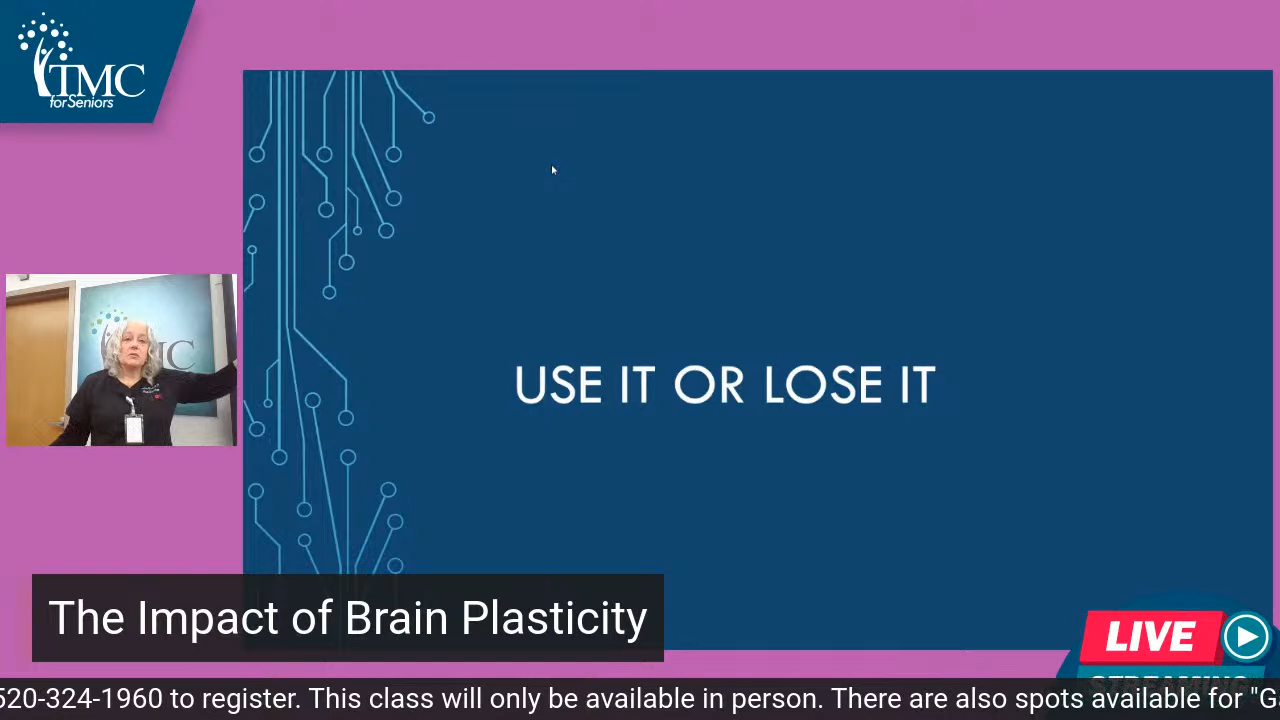 TMC
for Seniors
USE IT OR LOSE IT
The Impact of Brain Plasticity
LIVE
STREAMING
520-324-1960 to register. This class will only be available in person. There are also spots available for "G